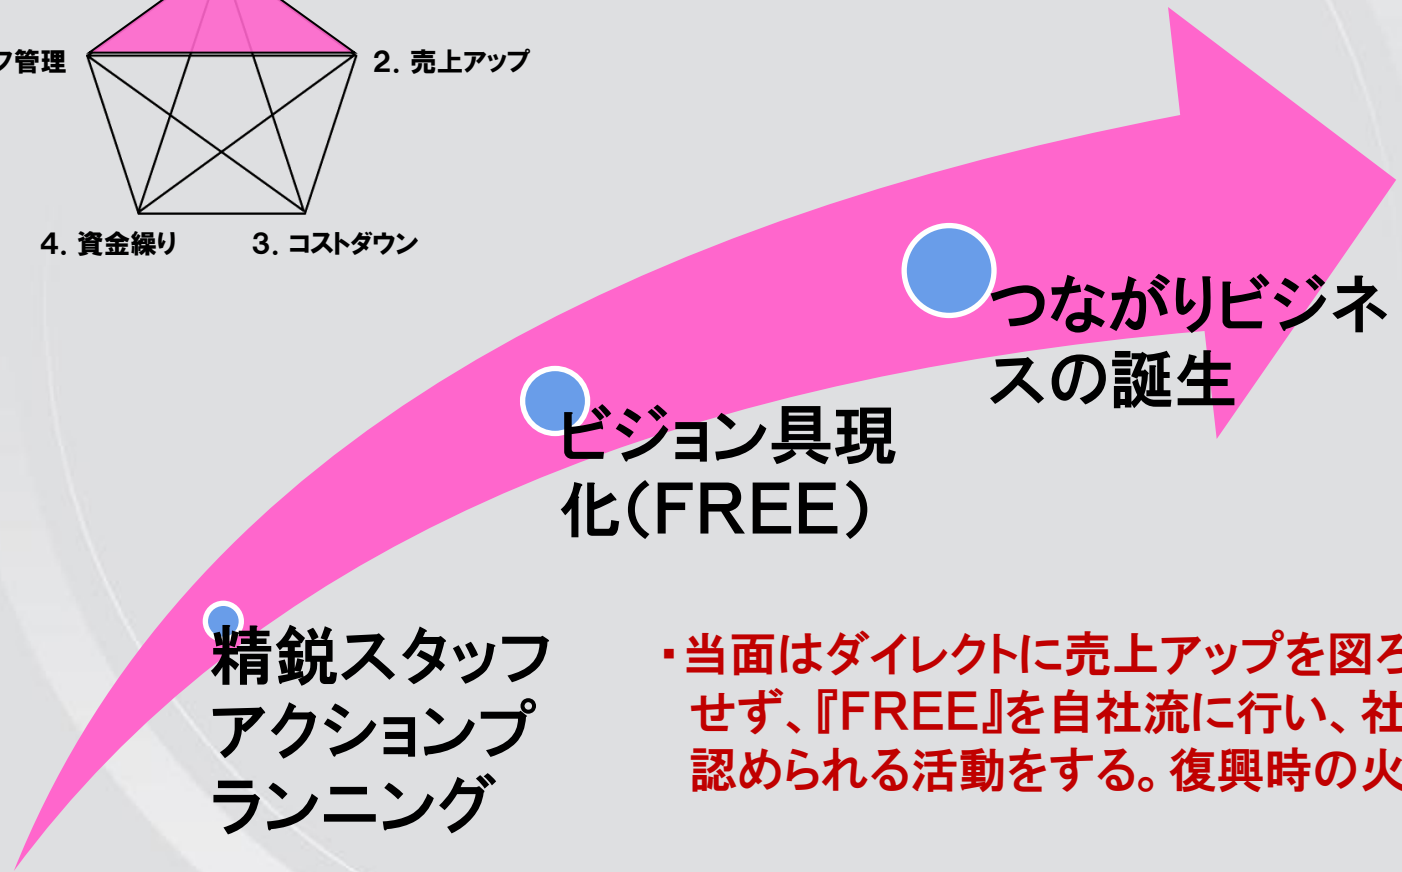 フ管理
2．売上アップ
4．資金繰り
3．コストダウン
つながりビジネ
スの誕生
ビジョン具現
化（FREE）
精鋭スタッフ
アクションプ
ランニング
・当面はダイレクトに売上アップを図ろ
せず、『FREE』を自社流に行い、社
認められる活動をする。復興時の火